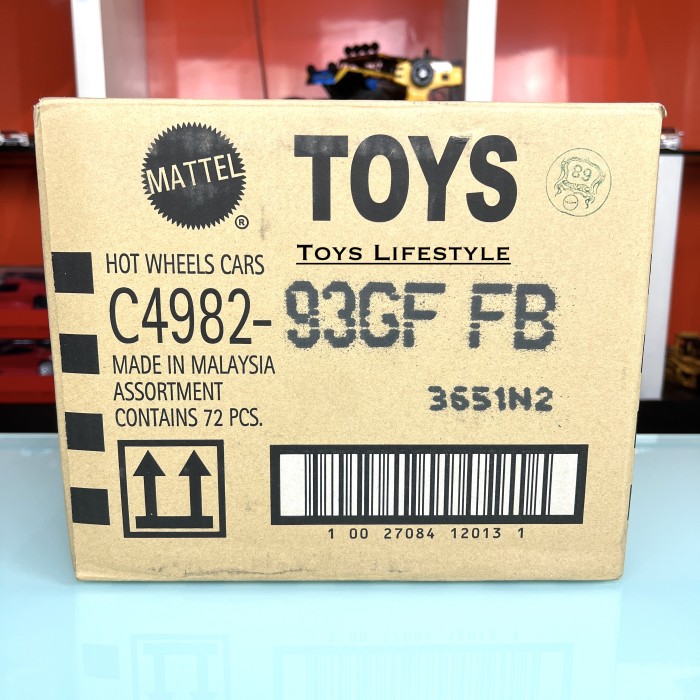 MATTEL
®
TOYS
89
TOYS LIFESTYLE
HOT WHEELS CARS
C4982-93GF FB
MADE IN MALAYSIA
3651N2
ASSORTMENT
CONTAINS 72 PCS.
1 00 27084 12013 1